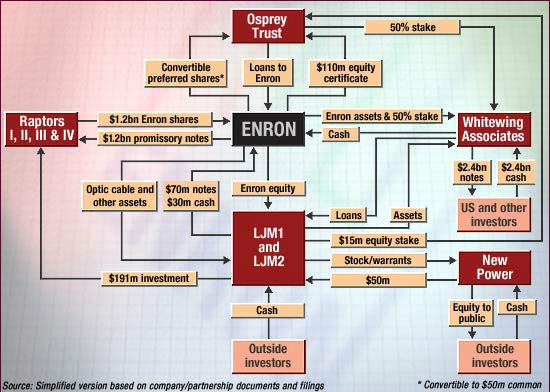 Osprey
Trust
50% stake
Convertible
preferred shares*
Loans to
Enron
$110m equity
certificate
Raptors
I, II, III & IV
$1.2bn Enron shares
$1.2bn promissory notes
ENRON
Enron assets & 50% stake
Cash
Whitewing
Associates
Optic cable and
other assets
$70m notes
$30m cash
Enron equity
$2.4bn
notes
$2.4bn
cash
Loans
Assets
US and other
investors
LJM1
and
LJM2
$15m equity stake
Stock/warrants
$50m
New
Power
$191m investment
Cash
Equity to
public
Cash
Outside
investors
Outside
investors
Source: Simplified version based on company/partnership documents and filings
* Convertible to $50m common